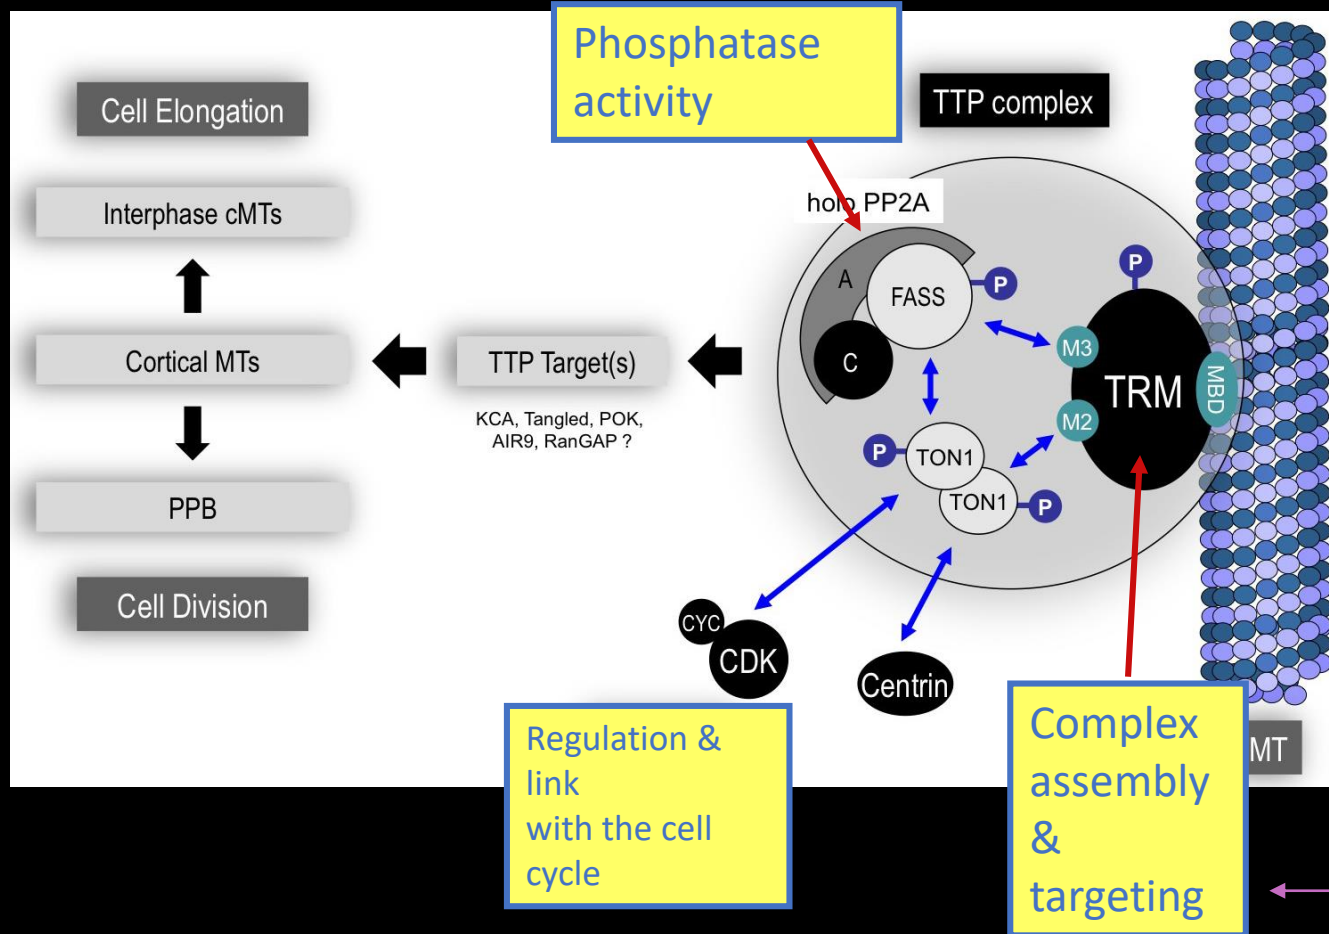 Phosphatase
activity
Cell Elongation
TTP complex
Interphase cMTs
holo PP2A
A
FASS
P
P
Cortical MTs
TTP Target(s)
C
M3
TRM
MBD
KCA, Tangled, POK,
AIR9, RanGAP ?
M2
P
TON1
TON1
P
PPB
Cell Division
CYC
CDK
Centrin
Regulation &
link
with the cell
cycle
Complex
assembly
&
targeting
MT